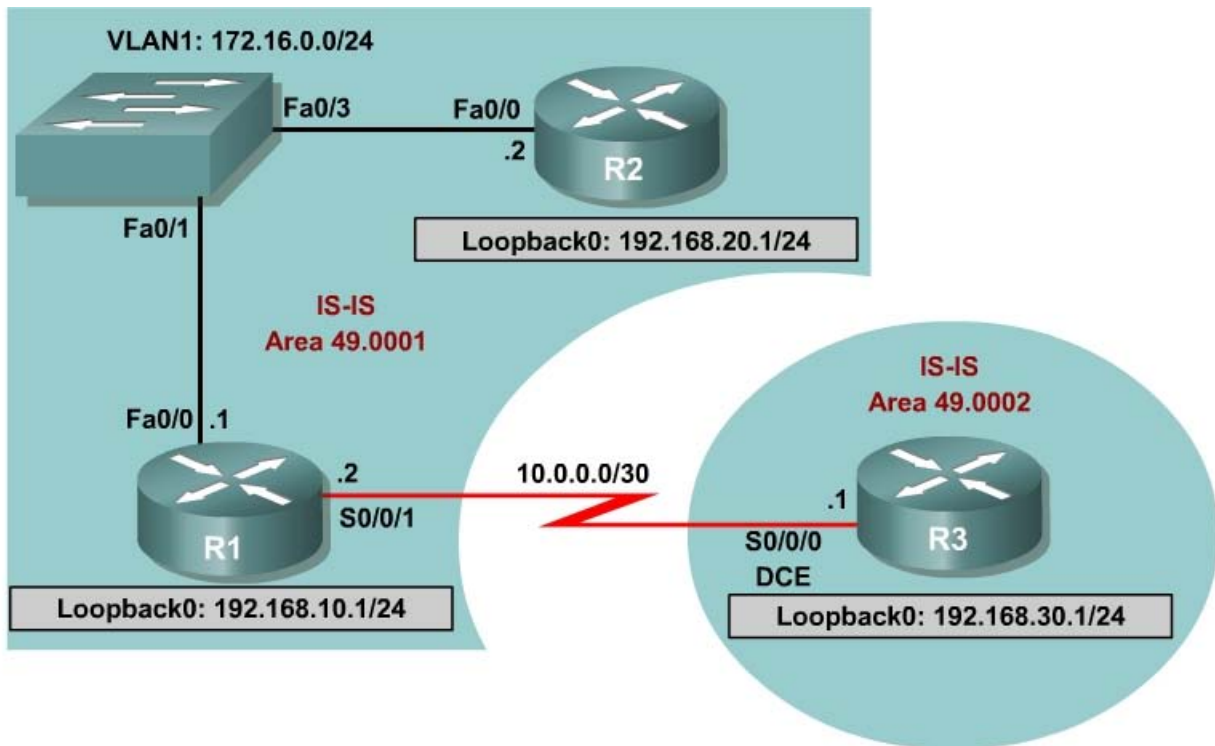 VLAN1: 172.16.0.0/24
Fa0/3
Fa0/0
.2
R2
Loopback0: 192.168.20.1/24
Fa0/1
IS-IS
Area 49.0001
IS-IS
Area 49.0002
Fa0/0
.1
.2
S0/0/1
10.0.0.0/30
.1
S0/0/0
DCE
R1
R3
Loopback0: 192.168.10.1/24
Loopback0: 192.168.30.1/24